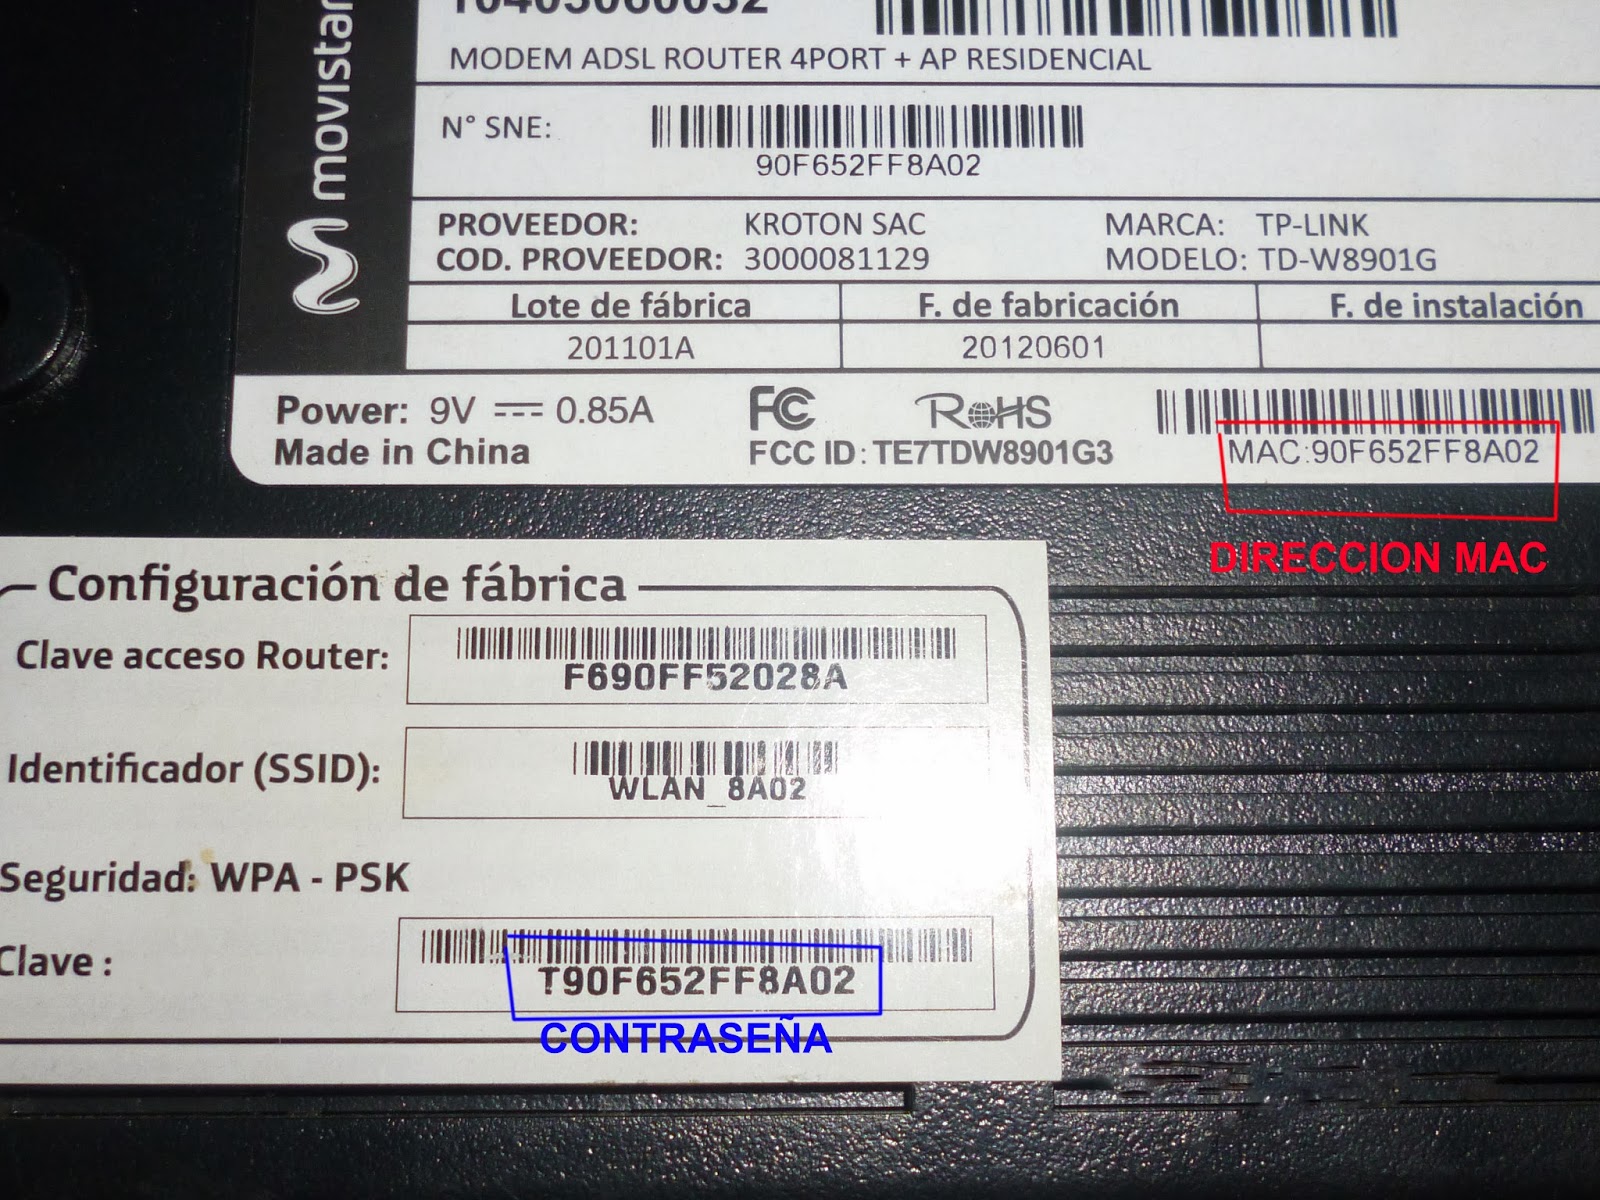 movistar
10403060032
MODEM ADSL ROUTER 4PORT + AP RESIDENCIAL
N° SNE:
90F652FF8A02
PROVEEDOR: KROTON SAC MARCA: TP-LINK
COD. PROVEEDOR: 3000081129 MODELO: TD-W8901G
Lote de fábrica F. de fabricación F. de instalación
201101A 20120601
Power: 9V 0.85A FC RoHS
Made in China FCC ID: TE7TDW8901G3 MAC:90F652FF8A02
DIRECCION MAC
Configuración de fábrica
Clave acceso Router: F690FF52028A
Identificador (SSID): WLAN_8A02
Seguridad: WPA - PSK
Clave : T90F652FF8A02
CONTRASEÑA